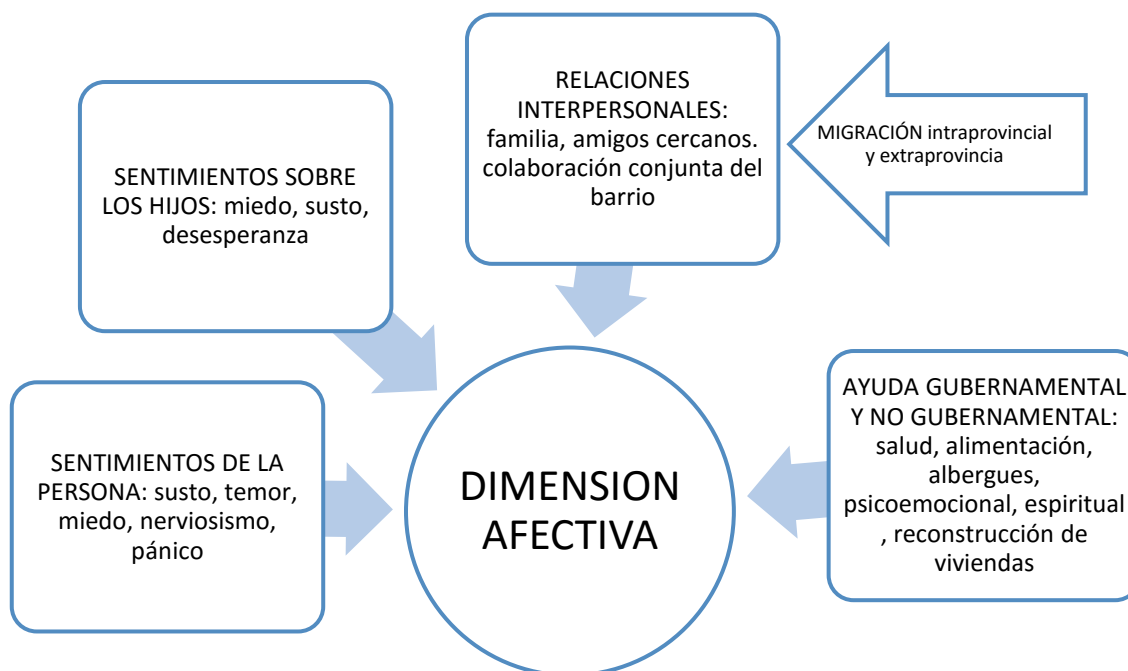 RELACIONES
INTERPERSONALES:
familia, amigos cercanos.
colaboración conjunta del
barrio
MIGRACIÓN intraprovincial
y extraprovincia
SENTIMIENTOS SOBRE
LOS HIJOS: miedo, susto,
desesperanza
AYUDA GUBERNAMENTAL
Y NO GUBERNAMENTAL:
salud, alimentación,
albergues,
psicoemocional, espiritual
, reconstrucción de
viviendas
SENTIMIENTOS DE LA
PERSONA: susto, temor,
miedo, nerviosismo,
pánico
DIMENSION
AFECTIVA